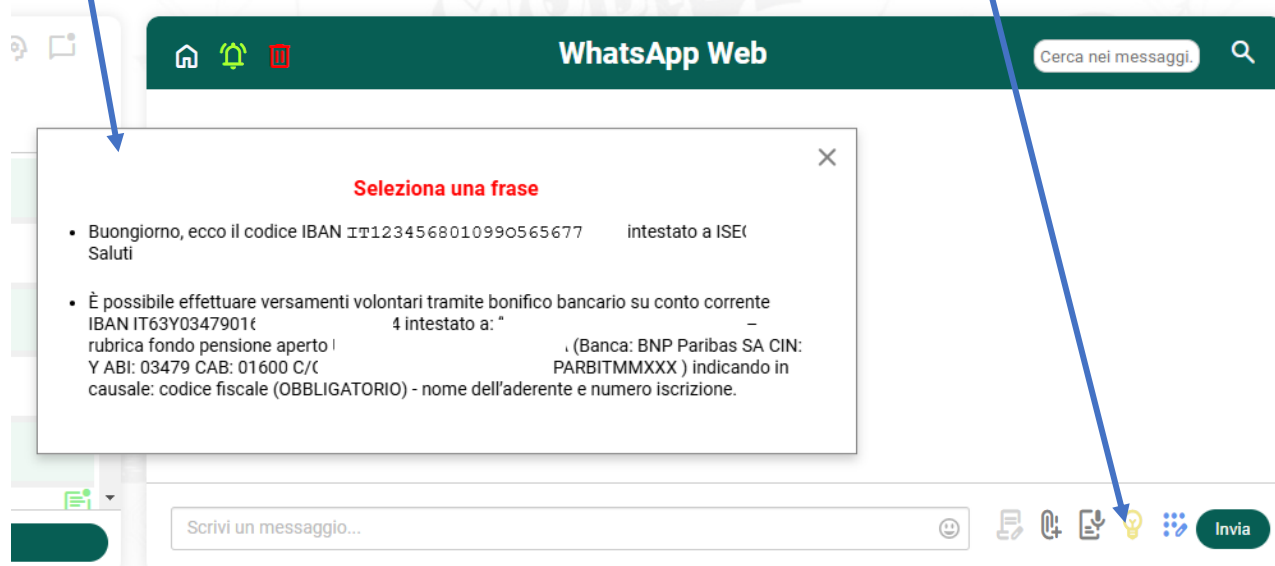 WhatsApp Web
Cerca nei messaggi.
Seleziona una frase
Buongiorno, ecco il codice IBAN IT123456801099O565677 intestato a ISEO
Saluti
È possibile effettuare versamenti volontari tramite bonifico bancario su conto corrente
IBAN IT63Y03479016 4 intestato a: “ –
rubrica fondo pensione aperto (Banca: BNP Paribas SA CIN:
Y ABI: 03479 CAB: 01600 C/C PARBITMMXXX ) indicando in
causale: codice fiscale (OBBLIGATORIO) - nome dell’aderente e numero iscrizione.
Scrivi un messaggio...
Invia